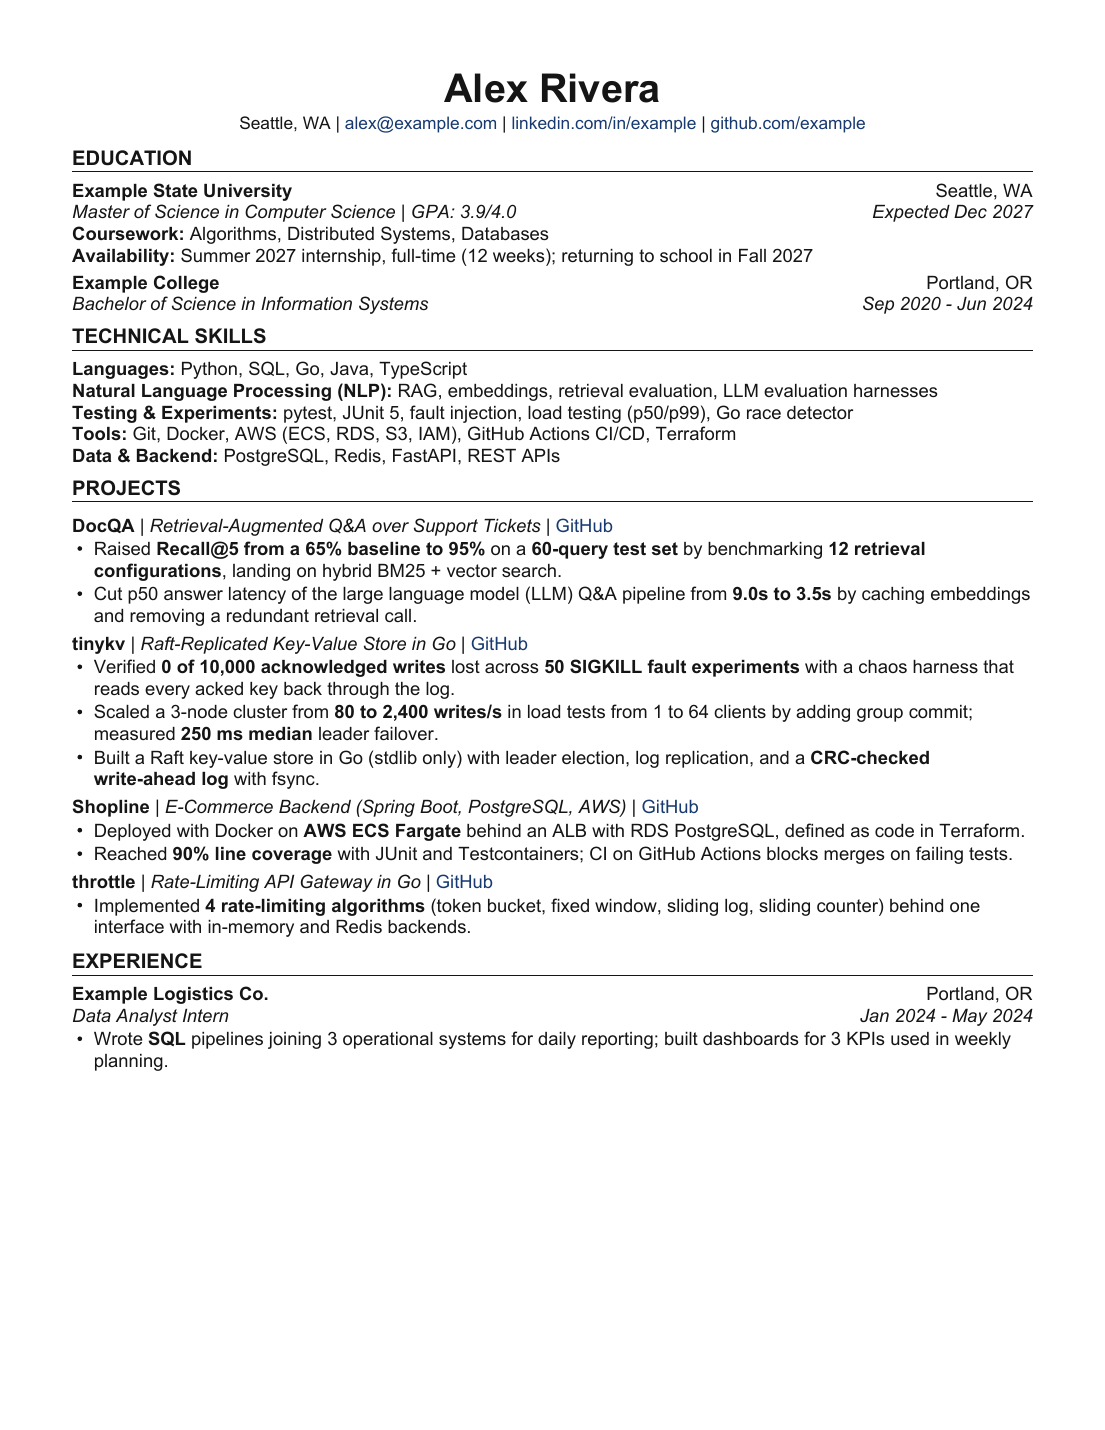 Alex Rivera
Seattle, WA | alex@example.com | linkedin.com/in/example | github.com/example
EDUCATION
Example State University Seattle, WA
Master of Science in Computer Science | GPA: 3.9/4.0 Expected Dec 2027
Coursework: Algorithms, Distributed Systems, Databases
Availability: Summer 2027 internship, full-time (12 weeks); returning to school in Fall 2027
Example College Portland, OR
Bachelor of Science in Information Systems Sep 2020 - Jun 2024
TECHNICAL SKILLS
Languages: Python, SQL, Go, Java, TypeScript
Natural Language Processing (NLP): RAG, embeddings, retrieval evaluation, LLM evaluation harnesses
Testing & Experiments: pytest, JUnit 5, fault injection, load testing (p50/p99), Go race detector
Tools: Git, Docker, AWS (ECS, RDS, S3, IAM), GitHub Actions CI/CD, Terraform
Data & Backend: PostgreSQL, Redis, FastAPI, REST APIs
PROJECTS
DocQA | Retrieval-Augmented Q&A over Support Tickets | GitHub
• Raised Recall@5 from a 65% baseline to 95% on a 60-query test set by benchmarking 12 retrieval
configurations, landing on hybrid BM25 + vector search.
• Cut p50 answer latency of the large language model (LLM) Q&A pipeline from 9.0s to 3.5s by caching embeddings
and removing a redundant retrieval call.
tinykv | Raft-Replicated Key-Value Store in Go | GitHub
• Verified 0 of 10,000 acknowledged writes lost across 50 SIGKILL fault experiments with a chaos harness that
reads every acked key back through the log.
• Scaled a 3-node cluster from 80 to 2,400 writes/s in load tests from 1 to 64 clients by adding group commit;
measured 250 ms median leader failover.
• Built a Raft key-value store in Go (stdlib only) with leader election, log replication, and a CRC-checked
write-ahead log with fsync.
Shopline | E-Commerce Backend (Spring Boot, PostgreSQL, AWS) | GitHub
• Deployed with Docker on AWS ECS Fargate behind an ALB with RDS PostgreSQL, defined as code in Terraform.
• Reached 90% line coverage with JUnit and Testcontainers; CI on GitHub Actions blocks merges on failing tests.
throttle | Rate-Limiting API Gateway in Go | GitHub
• Implemented 4 rate-limiting algorithms (token bucket, fixed window, sliding log, sliding counter) behind one
interface with in-memory and Redis backends.
EXPERIENCE
Example Logistics Co. Portland, OR
Data Analyst Intern Jan 2024 - May 2024
• Wrote SQL pipelines joining 3 operational systems for daily reporting; built dashboards for 3 KPIs used in weekly
planning.